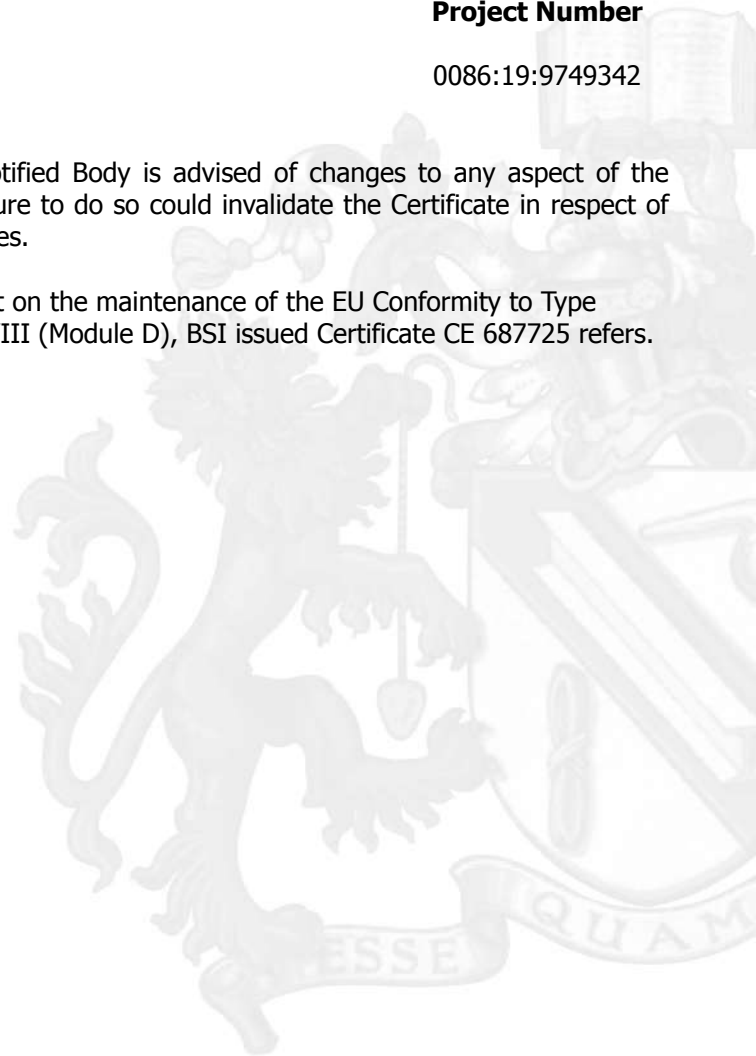 Project Number
0086:19:9749342
tified Body is advised of changes to any aspect of the
ure to do so could invalidate the Certificate in respect of
es.
t on the maintenance of the EU Conformity to Type
III (Module D), BSI issued Certificate CE 687725 refers.
ESSE
QUAM